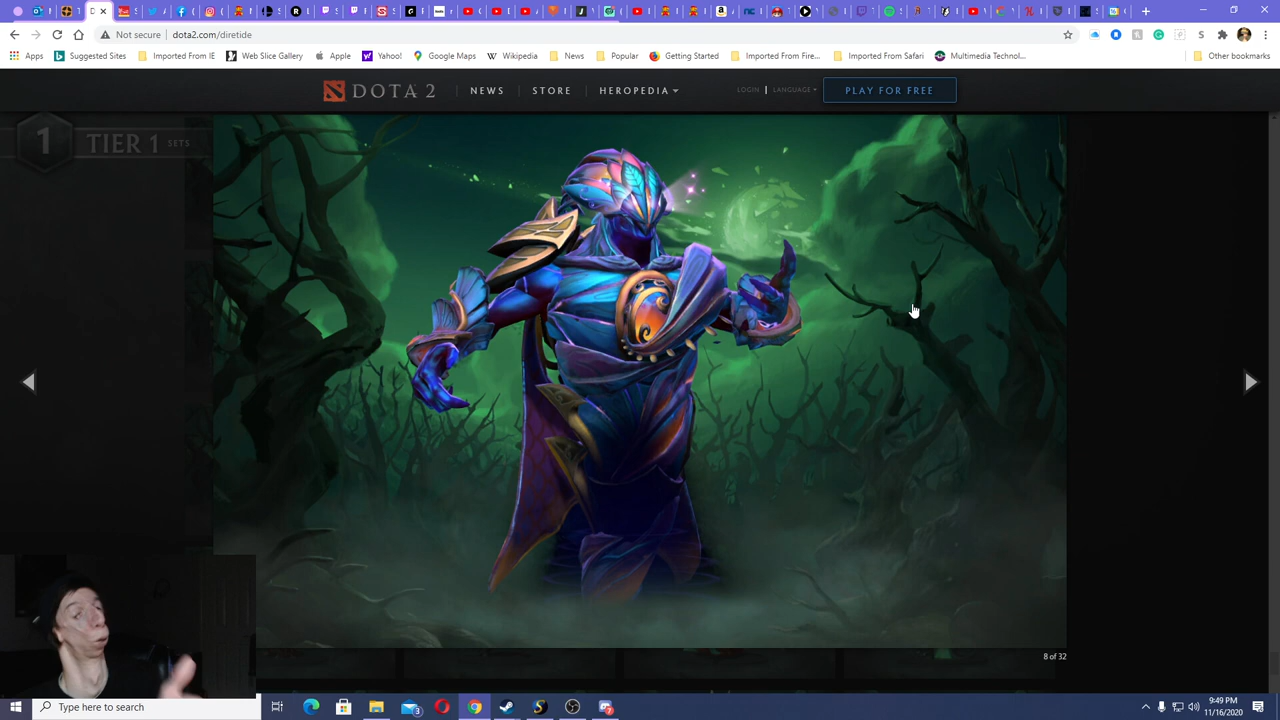 Not secure | dota2.com/diretide
Apps Suggested Sites Imported From IE Web Slice Gallery Apple Yahoo! Google Maps Wikipedia News Popular Getting Started Imported From Fire... Imported From Safari Multimedia Technol... Other bookmarks
DOTA 2 NEWS STORE HEROPEDIA LOGIN | LANGUAGE PLAY FOR FREE
1 TIER 1 SETS
8 of 32
Type here to search
9:49 PM
11/16/2020